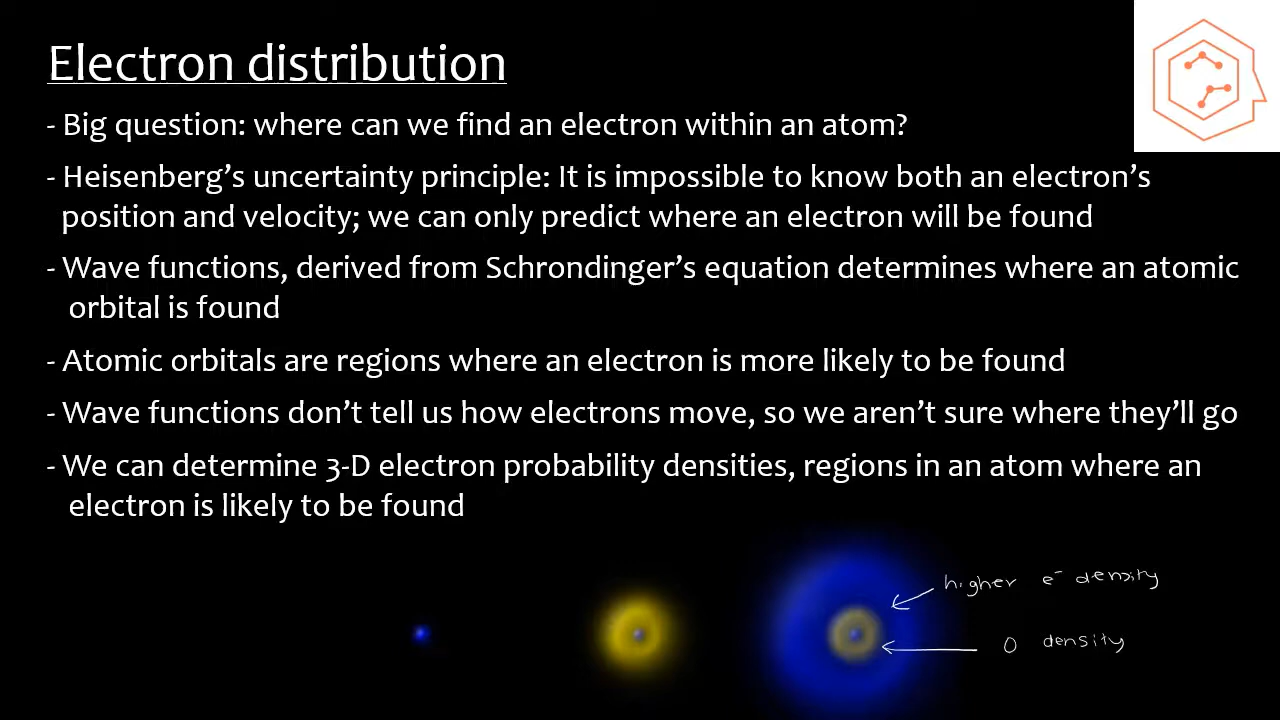 Electron distribution
- Big question: where can we find an electron within an atom?
- Heisenberg’s uncertainty principle: It is impossible to know both an electron’s
position and velocity; we can only predict where an electron will be found
- Wave functions, derived from Schrondinger’s equation determines where an atomic
orbital is found
- Atomic orbitals are regions where an electron is more likely to be found
- Wave functions don’t tell us how electrons move, so we aren’t sure where they’ll go
- We can determine 3-D electron probability densities, regions in an atom where an
electron is likely to be found
higher e⁻ density
0 density